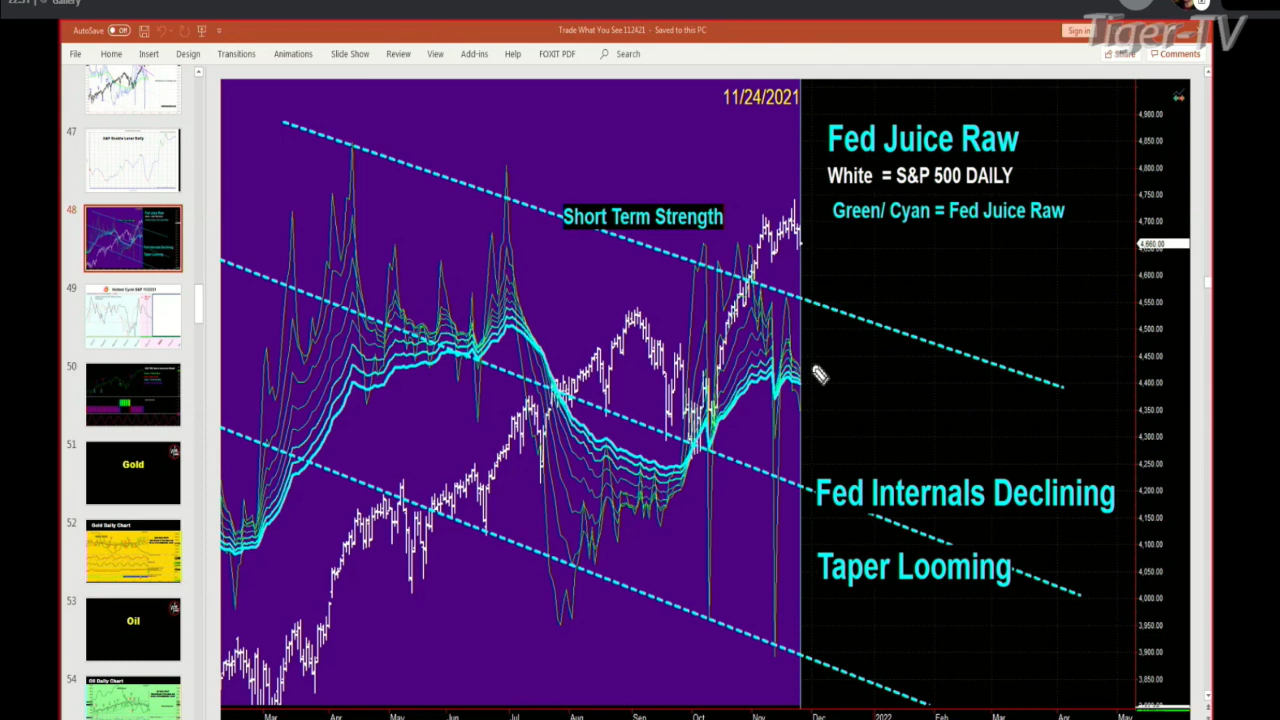 Gallery
Tiger-TV
AutoSave Off
Trade What You See112421 - Saved to this PC
Sign in
File Home Insert Design Transitions Animations Slide Show Review View Add-ins Help FOXIT PDF Search
Share Comments
47
48
49
50
51
Gold
52
Gold Daily Chart
53
Oil
54
11/24/2021
Fed Juice Raw
White = S&P 500 DAILY
Green/ Cyan = Fed Juice Raw
Short Term Strength
Fed Internals Declining
Taper Looming
4,900.00
4,850.00
4,800.00
4,750.00
4,700.00
4,660.00
4,600.00
4,550.00
4,500.00
4,450.00
4,400.00
4,350.00
4,300.00
4,250.00
4,200.00
4,150.00
4,100.00
4,050.00
4,000.00
3,950.00
3,900.00
3,850.00
Mar Apr May Jun Jul Aug Sep Oct Nov Dec 2022 Feb Mar Apr May